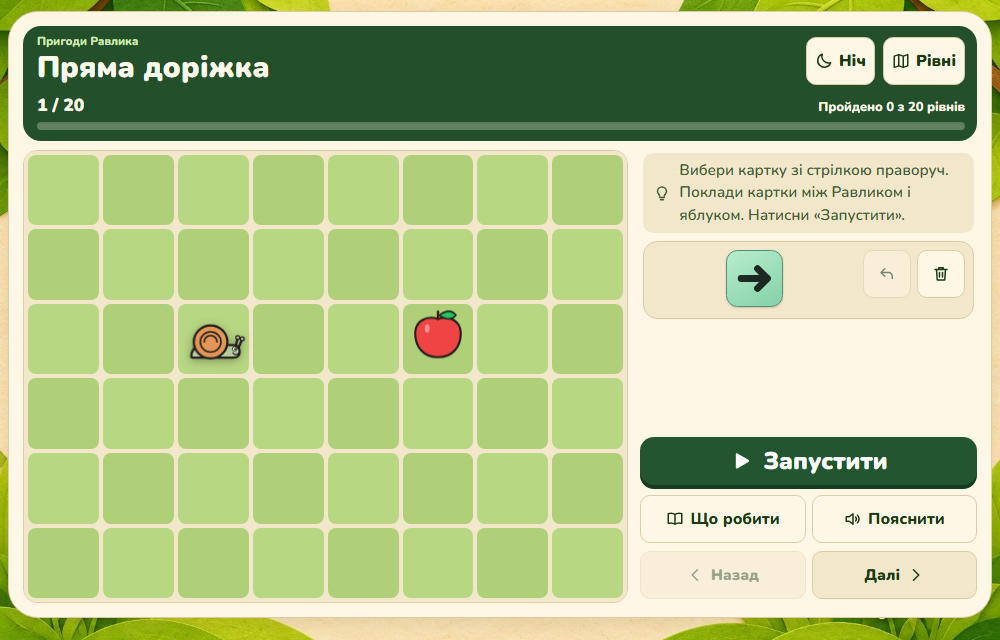 Пригоди Равлика
Пряма доріжка
1 / 20
Ніч
Рівні
Пройдено 0 з 20 рівнів
Вибери картку зі стрілкою праворуч.
Поклади картки між Равликом і
яблуком. Натисни «Запустити».
Запустити
Що робити
Пояснити
Назад
Далі